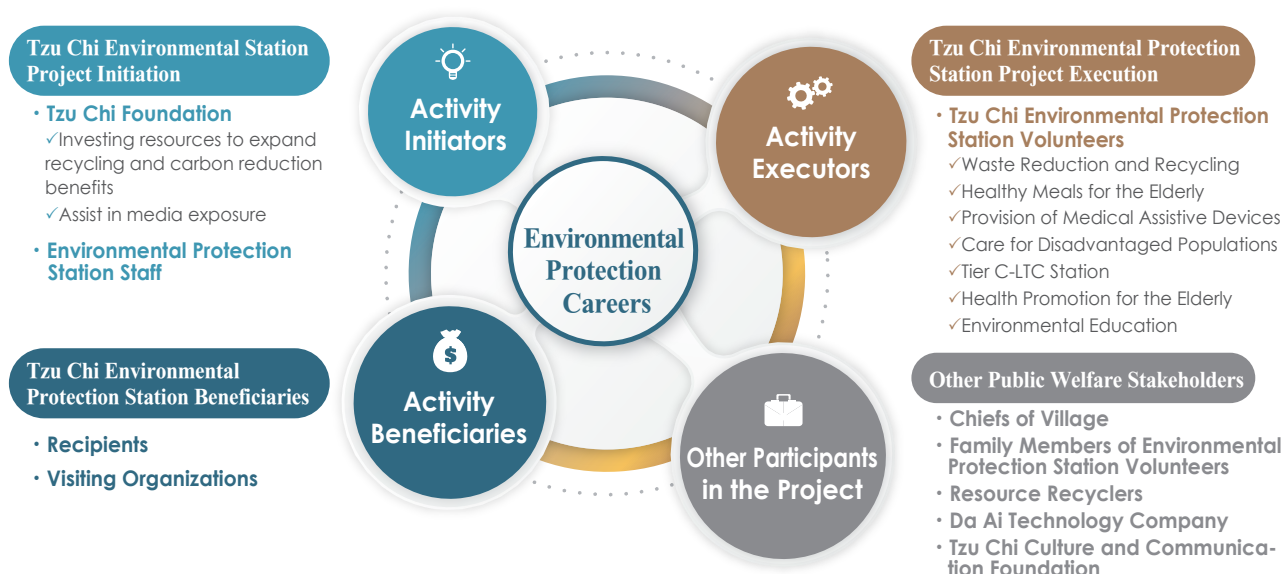 Tzu Chi Environmental Station
Project Initiation
· Tzu Chi Foundation
✓Investing resources to expand
recycling and carbon reduction
benefits
✓Assist in media exposure
· Environmental Protection
Station Staff
Tzu Chi Environmental
Protection Station Beneficiaries
· Recipients
· Visiting Organizations
Activity
Initiators
Activity
Executors
Environmental
Protection
Careers
$
Activity
Beneficiaries
Other Participants
in the Project
Tzu Chi Environmental Protection
Station Project Execution
· Tzu Chi Environmental Protection
Station Volunteers
✓Waste Reduction and Recycling
✓Healthy Meals for the Elderly
✓Provision of Medical Assistive Devices
✓Care for Disadvantaged Populations
✓Tier C-LTC Station
✓Health Promotion for the Elderly
✓Environmental Education
Other Public Welfare Stakeholders
· Chiefs of Village
· Family Members of Environmental
Protection Station Volunteers
· Resource Recyclers
· Da Ai Technology Company
· Tzu Chi Culture and Communica-
tion Foundation